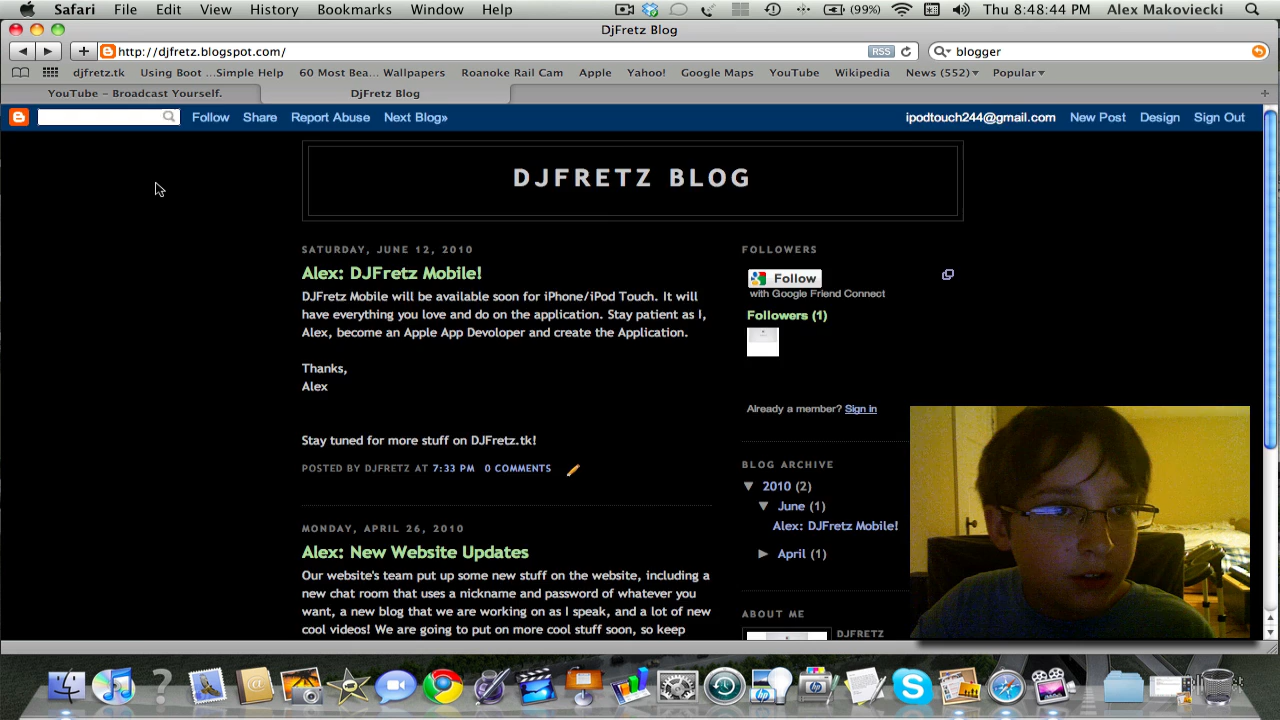 Safari File Edit View History Bookmarks Window Help (99%) Thu 8:48:44 PM Alex Makoviecki
DjFretz Blog
http://djfretz.blogspot.com/ RSS blogger
djfretz.tk Using Boot ...Simple Help 60 Most Bea... Wallpapers Roanoke Rail Cam Apple Yahoo! Google Maps YouTube Wikipedia News (552) Popular
YouTube – Broadcast Yourself. DjFretz Blog
Follow Share Report Abuse Next Blog» ipodtouch244@gmail.com New Post Design Sign Out
DJFRETZ BLOG
SATURDAY, JUNE 12, 2010
Alex: DJFretz Mobile!
DJFretz Mobile will be available soon for iPhone/iPod Touch. It will
have everything you love and do on the application. Stay patient as I,
Alex, become an Apple App Devoloper and create the Application.
Thanks,
Alex
Stay tuned for more stuff on DJFretz.tk!
POSTED BY DJFRETZ AT 7:33 PM 0 COMMENTS
MONDAY, APRIL 26, 2010
Alex: New Website Updates
Our website's team put up some new stuff on the website, including a
new chat room that uses a nickname and password of whatever you
want, a new blog that we are working on as I speak, and a lot of new
cool videos! We are going to put on more cool stuff soon, so keep
FOLLOWERS
Follow
with Google Friend Connect
Followers (1)
Already a member? Sign in
BLOG ARCHIVE
▼ 2010 (2)
▼ June (1)
Alex: DJFretz Mobile!
► April (1)
ABOUT ME
DJFRETZ